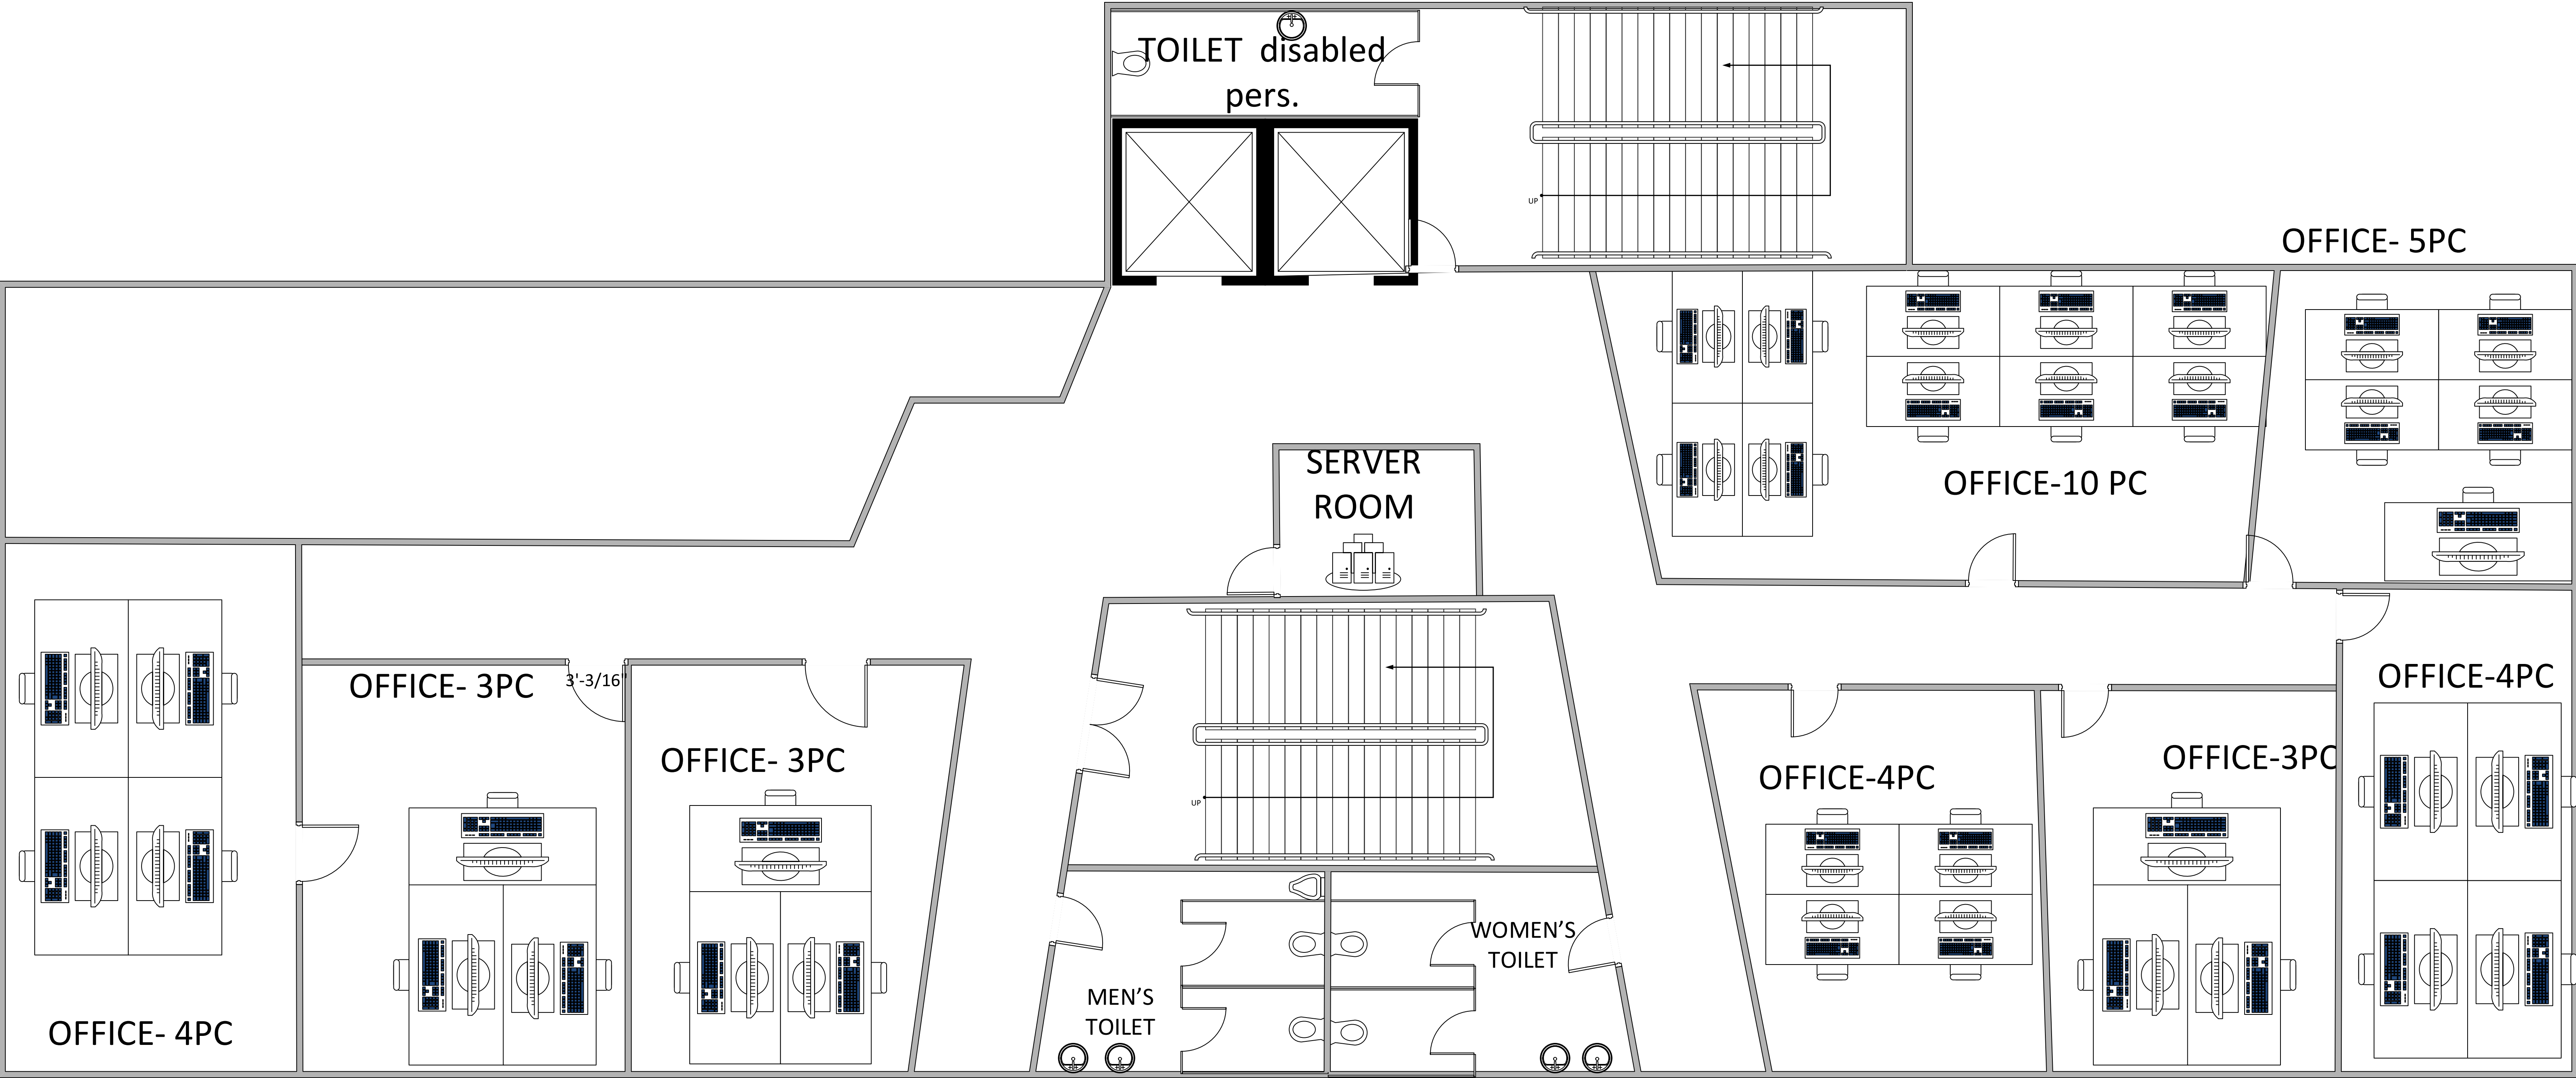 TOILET disabled
pers.
UP
OFFICE- 5PC
SERVER
ROOM
OFFICE-10 PC
OFFICE- 3PC
3'-3/16"
OFFICE- 3PC
OFFICE-4PC
OFFICE-3PC
OFFICE-4PC
UP
WOMEN'S
TOILET
MEN'S
TOILET
OFFICE- 4PC